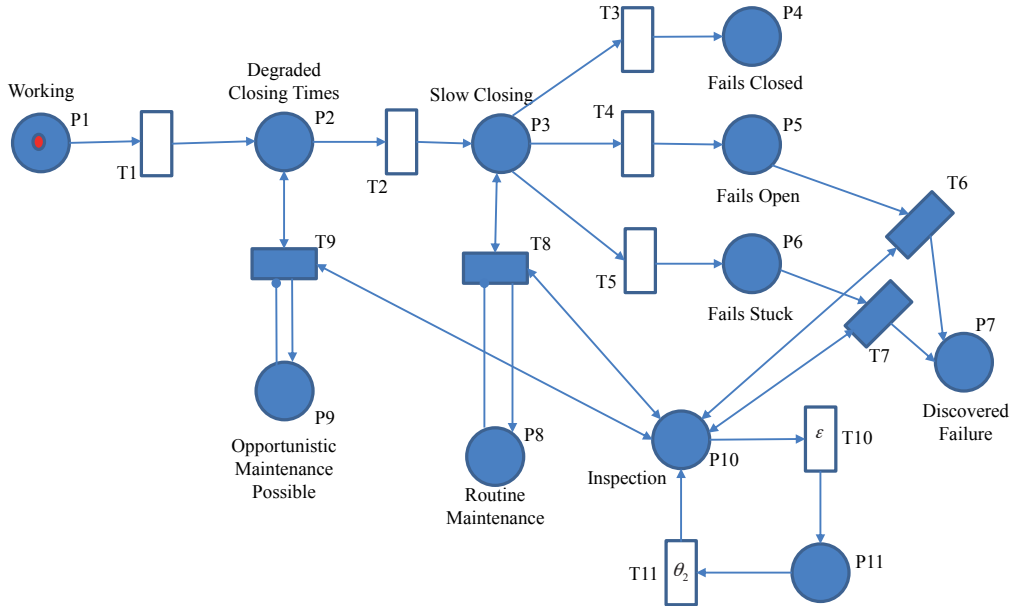 T3
P4
Fails Closed
Working
P1
T1
Degraded
Closing Times
P2
T2
Slow Closing
P3
T4
P5
Fails Open
T6
T9
T8
T5
P6
Fails Stuck
T7
P7
Discovered
Failure
P9
Opportunistic
Maintenance
Possible
P8
Routine
Maintenance
Inspection
P10
ε
T10
T11
θ₂
P11